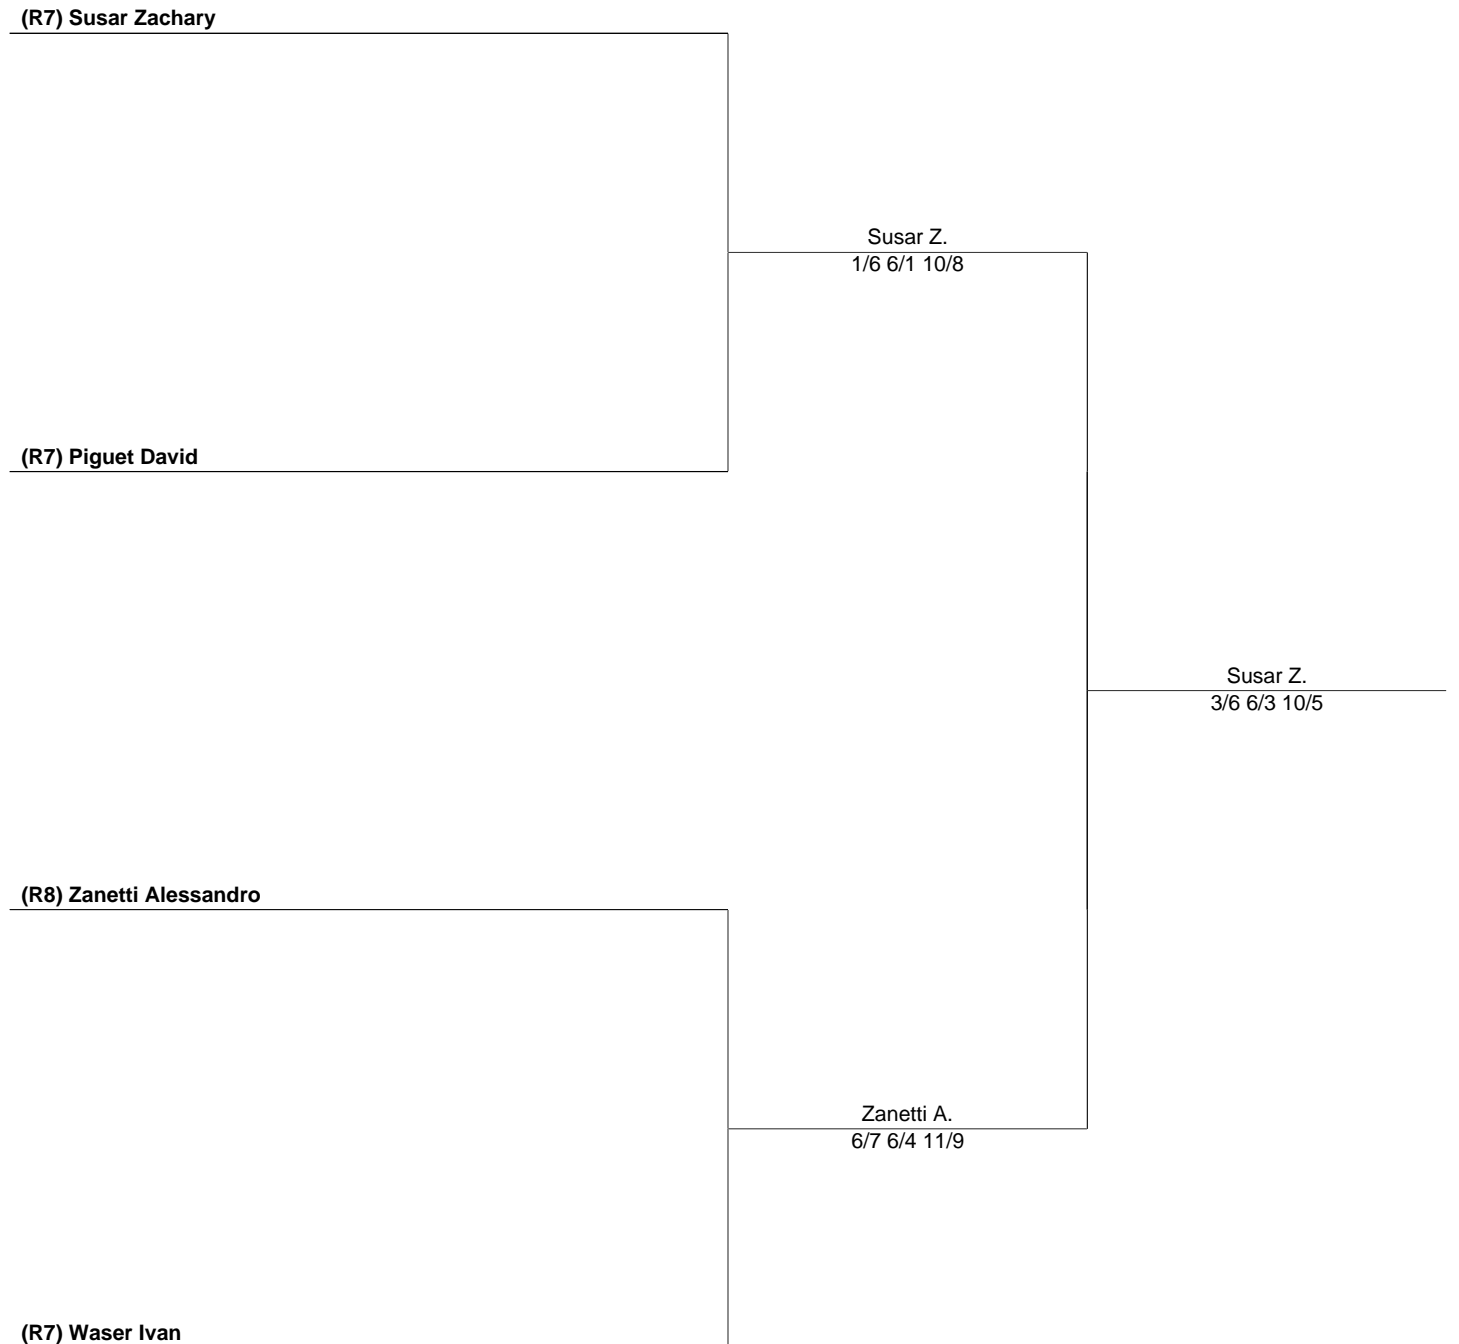 (R7) Susar Zachary
Susar Z.
1/6 6/1 10/8
(R7) Piguet David
Susar Z.
3/6 6/3 10/5
(R8) Zanetti Alessandro
Zanetti A.
6/7 6/4 11/9
(R7) Waser Ivan